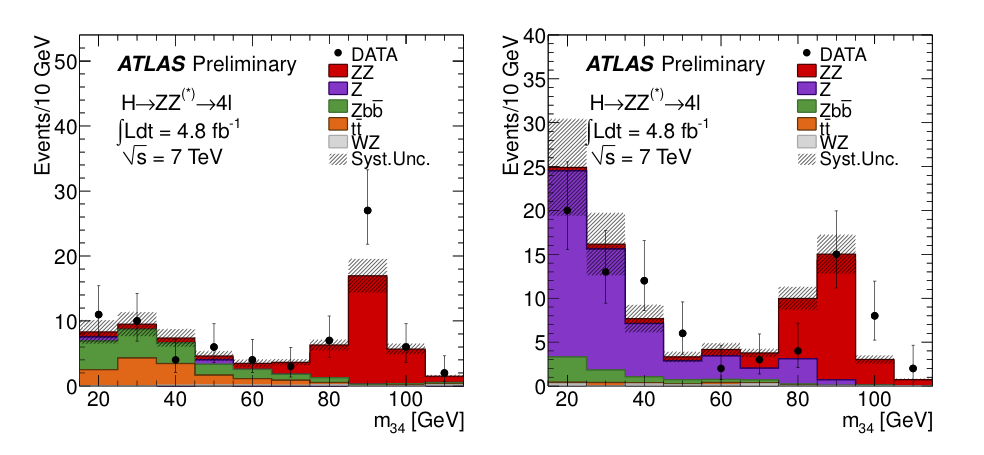 Events/10 GeV
50
40
30
20
10
0
ATLAS Preliminary
H→ZZ(*)→4l
∫Ldt = 4.8 fb-1
√s = 7 TeV
DATA
ZZ
Z
Zbb̅
tt̅
WZ
Syst.Unc.
20 40 60 80 100
m34 [GeV]
Events/10 GeV
40
35
30
25
20
15
10
5
0
ATLAS Preliminary
H→ZZ(*)→4l
∫Ldt = 4.8 fb-1
√s = 7 TeV
DATA
ZZ
Z
Zbb̅
tt̅
WZ
Syst.Unc.
20 40 60 80 100
m34 [GeV]